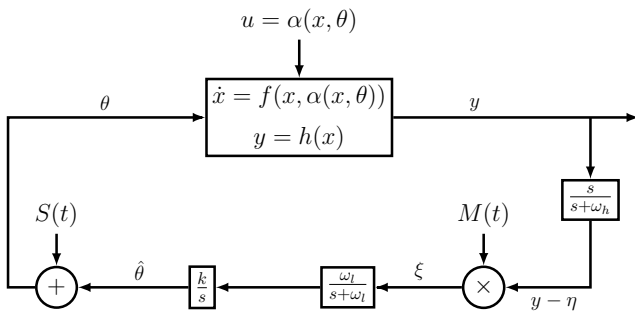 u = α(x, θ)
θ
ẋ = f(x, α(x, θ))
y = h(x)
y
s/(s+ω_h)
S(t)
M(t)
+
θ̂
k/s
ω_l/(s+ω_l)
ξ
×
y − η